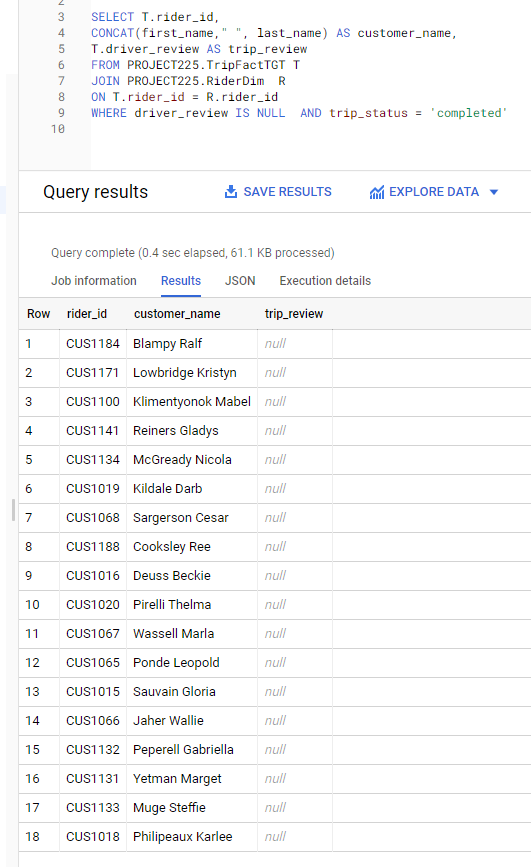 2
3 SELECT T.rider_id,
4 CONCAT(first_name," ", last_name) AS customer_name,
5 T.driver_review AS trip_review
6 FROM PROJECT225.TripFactTGT T
7 JOIN PROJECT225.RiderDim  R
8 ON T.rider_id = R.rider_id
9 WHERE driver_review IS NULL  AND trip_status = 'completed'
10
Query results SAVE RESULTS EXPLORE DATA
Query complete (0.4 sec elapsed, 61.1 KB processed)
Job information Results JSON Execution details
Row rider_id customer_name trip_review
1 CUS1184 Blampy Ralf null
2 CUS1171 Lowbridge Kristyn null
3 CUS1100 Klimentyonok Mabel null
4 CUS1141 Reiners Gladys null
5 CUS1134 McGready Nicola null
6 CUS1019 Kildale Darb null
7 CUS1068 Sargerson Cesar null
8 CUS1188 Cooksley Ree null
9 CUS1016 Deuss Beckie null
10 CUS1020 Pirelli Thelma null
11 CUS1067 Wassell Marla null
12 CUS1065 Ponde Leopold null
13 CUS1015 Sauvain Gloria null
14 CUS1066 Jaher Wallie null
15 CUS1132 Peperell Gabriella null
16 CUS1131 Yetman Marget null
17 CUS1133 Muge Steffie null
18 CUS1018 Philipeaux Karlee null